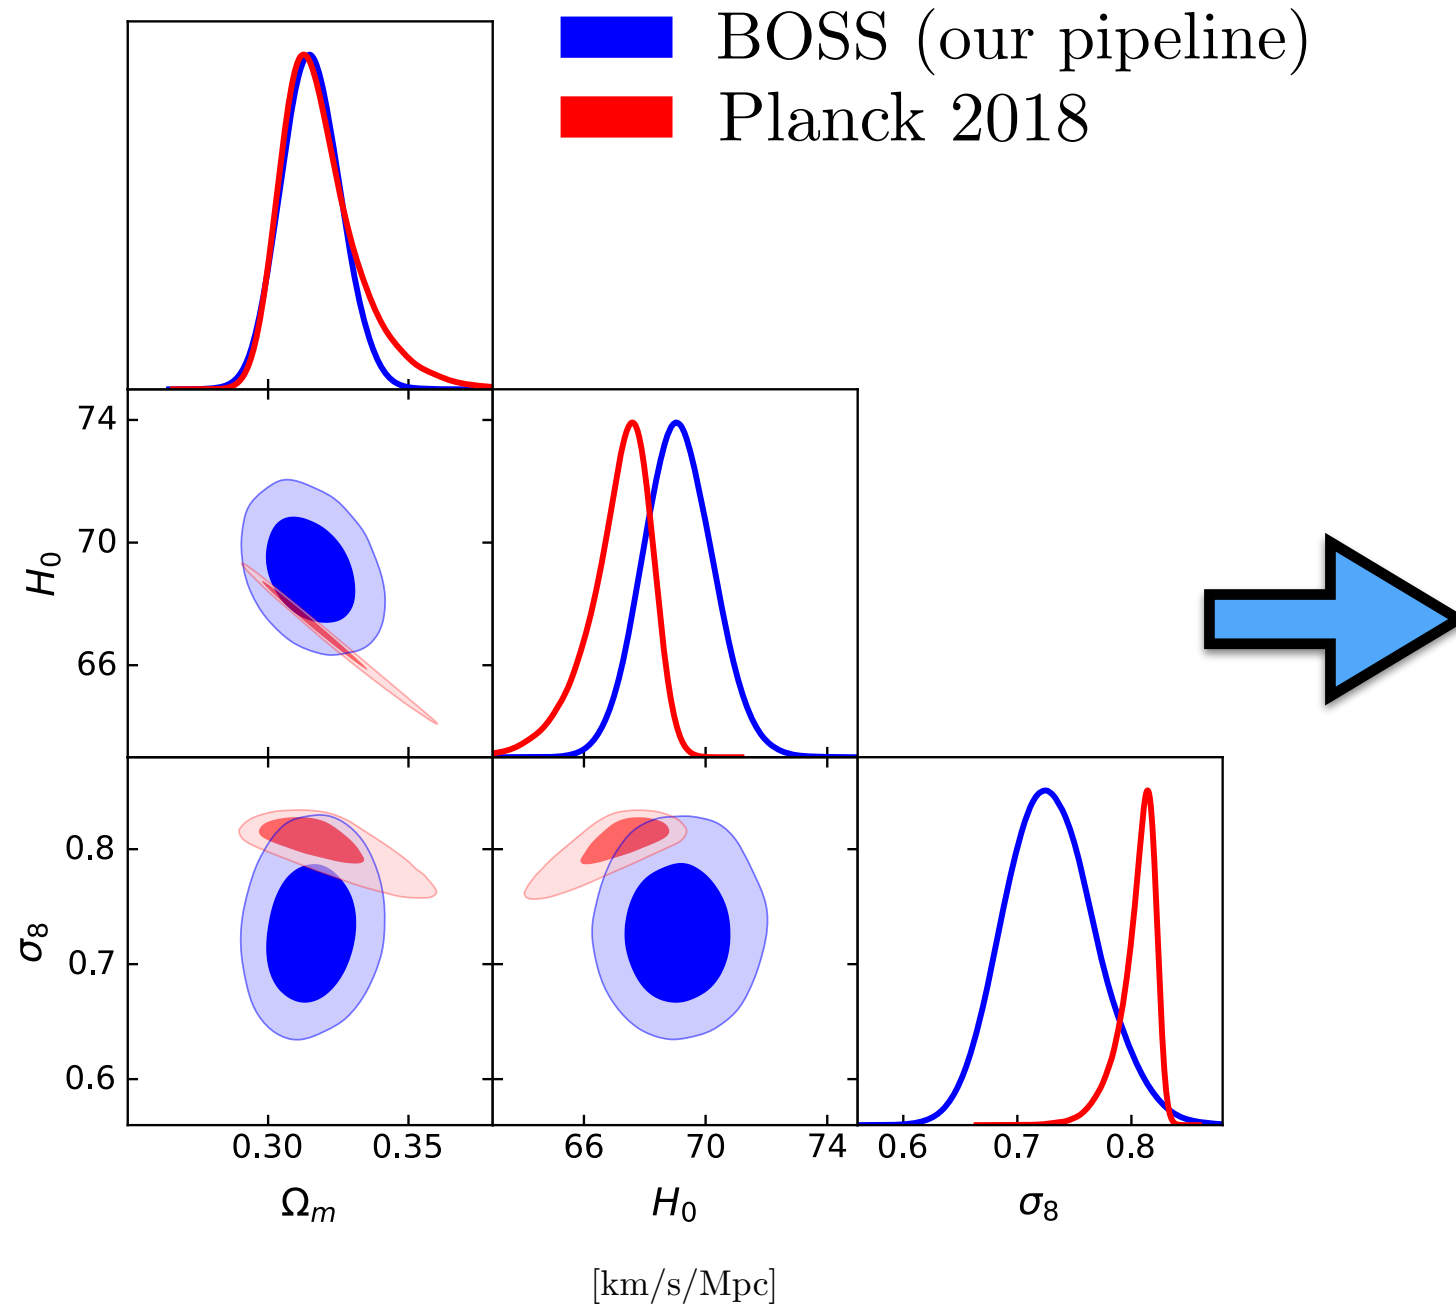 BOSS (our pipeline)
Planck 2018
74
70
66
H₀
0.8
0.7
0.6
σ₈
0.30 0.35
66 70 74
0.6 0.7 0.8
Ωₘ
H₀
σ₈
[km/s/Mpc]